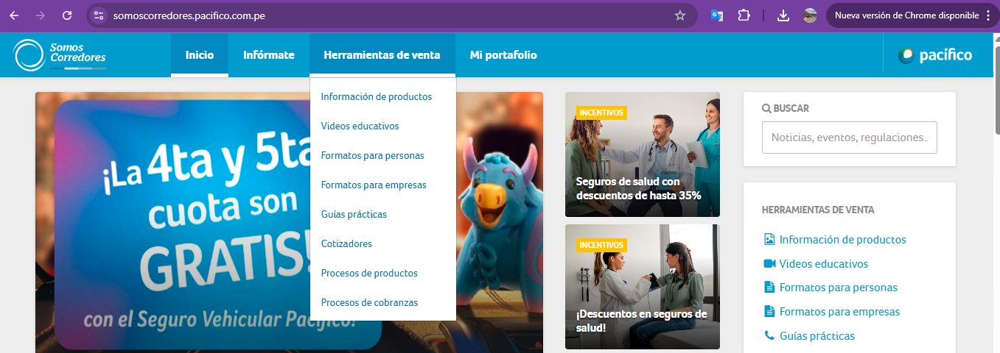 somoscorredores.pacifico.com.pe
Nueva versión de Chrome disponible
Somos
Corredores
Inicio
Infórmate
Herramientas de venta
Mi portafolio
pacífico
Información de productos
Videos educativos
Formatos para personas
Formatos para empresas
Guías prácticas
Cotizadores
Procesos de productos
Procesos de cobranzas
¡La 4ta y 5ta
cuota son
GRATIS!
con el Seguro Vehicular Pacífico!
INCENTIVOS
Seguros de salud con
descuentos de hasta 35%
INCENTIVOS
¡Descuentos en seguros de
salud!
BUSCAR
Noticias, eventos, regulaciones..
HERRAMIENTAS DE VENTA
Información de productos
Videos educativos
Formatos para personas
Formatos para empresas
Guías prácticas